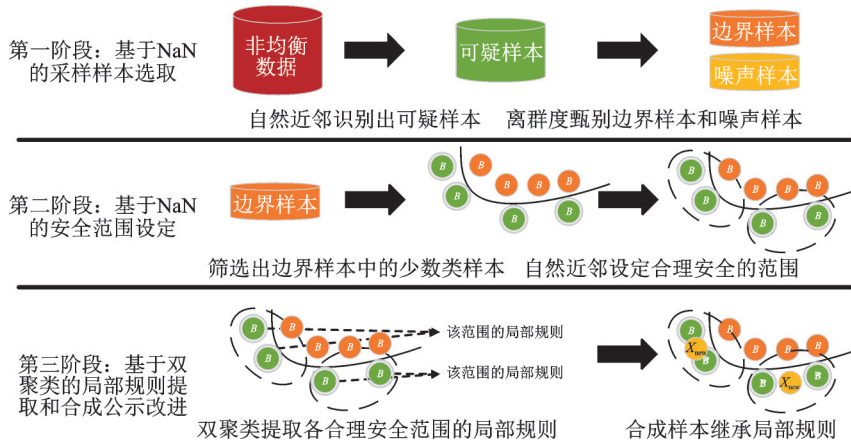 第一阶段：基于NaN
的采样样本选取
非均衡
数据
可疑样本
边界样本
噪声样本
自然近邻识别出可疑样本
离群度甄别边界样本和噪声样本
第二阶段：基于NaN
的安全范围设定
边界样本
B B B B B B B B
B B B B B B B B
筛选出边界样本中的少数类样本
自然近邻设定合理安全的范围
第三阶段：基于双
聚类的局部规则提
取和合成公示改进
B B B B B B B B
该范围的局部规则
该范围的局部规则
B B B B B B B B
Xnew
Xnew
双聚类提取各合理安全范围的局部规则
合成样本继承局部规则